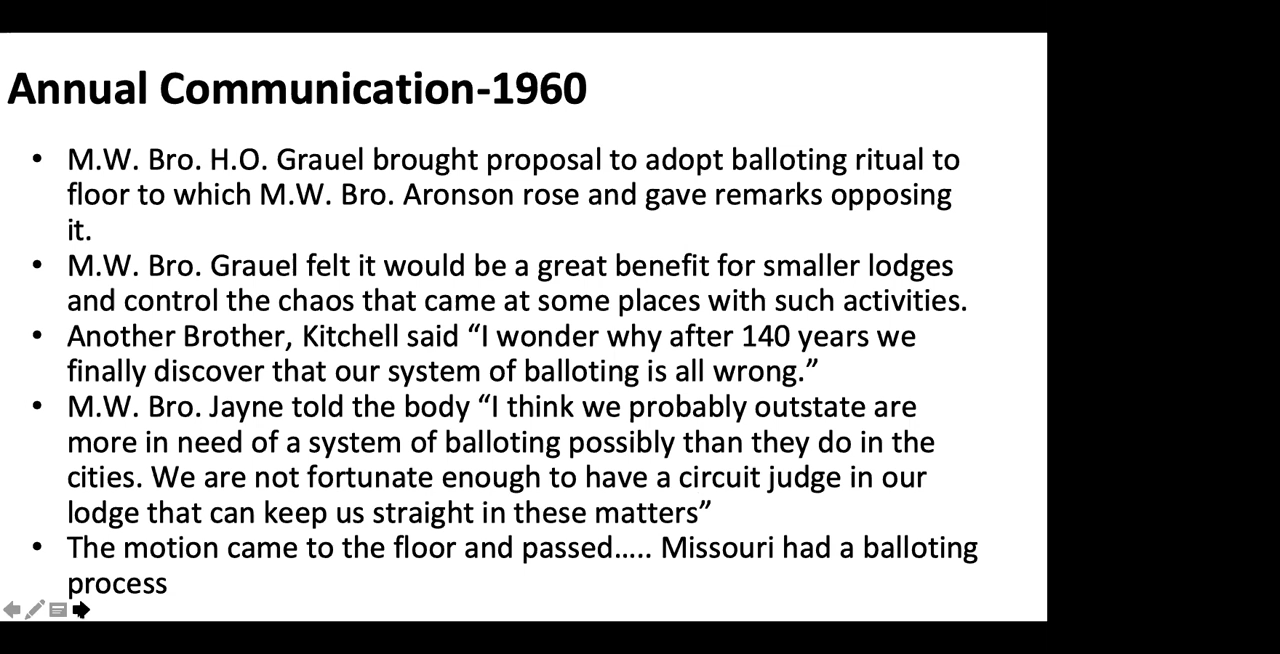 Annual Communication-1960
• M.W. Bro. H.O. Grauel brought proposal to adopt balloting ritual to
floor to which M.W. Bro. Aronson rose and gave remarks opposing
it.
• M.W. Bro. Grauel felt it would be a great benefit for smaller lodges
and control the chaos that came at some places with such activities.
• Another Brother, Kitchell said “I wonder why after 140 years we
finally discover that our system of balloting is all wrong.”
• M.W. Bro. Jayne told the body “I think we probably outstate are
more in need of a system of balloting possibly than they do in the
cities. We are not fortunate enough to have a circuit judge in our
lodge that can keep us straight in these matters”
• The motion came to the floor and passed..... Missouri had a balloting
process